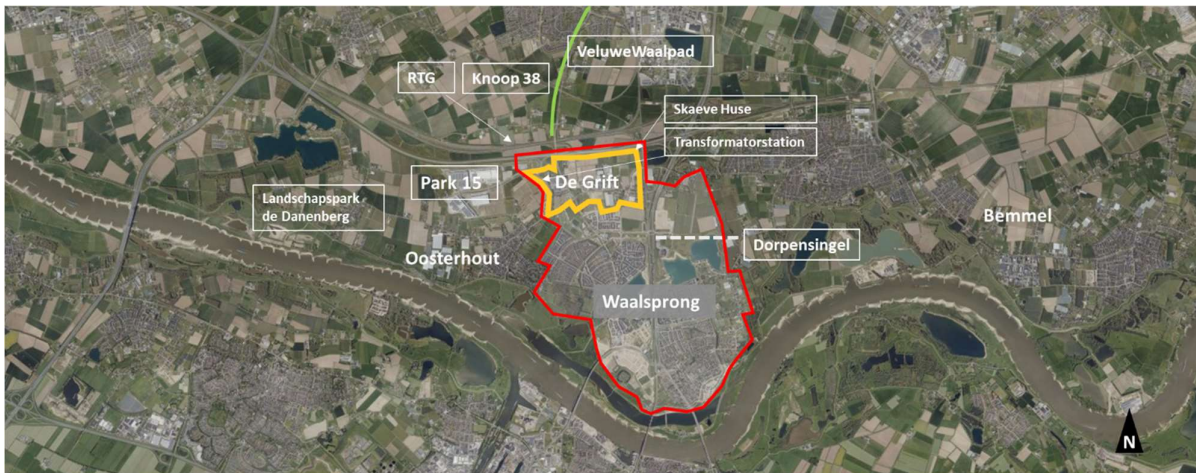 VeluweWaalpad
RTG
Knoop 38
Skaeve Huse
Transformatorstation
Park 15
De Grift
Landschapspark
de Danenberg
Bemmel
Oosterhout
Dorpensingel
Waalsprong
N